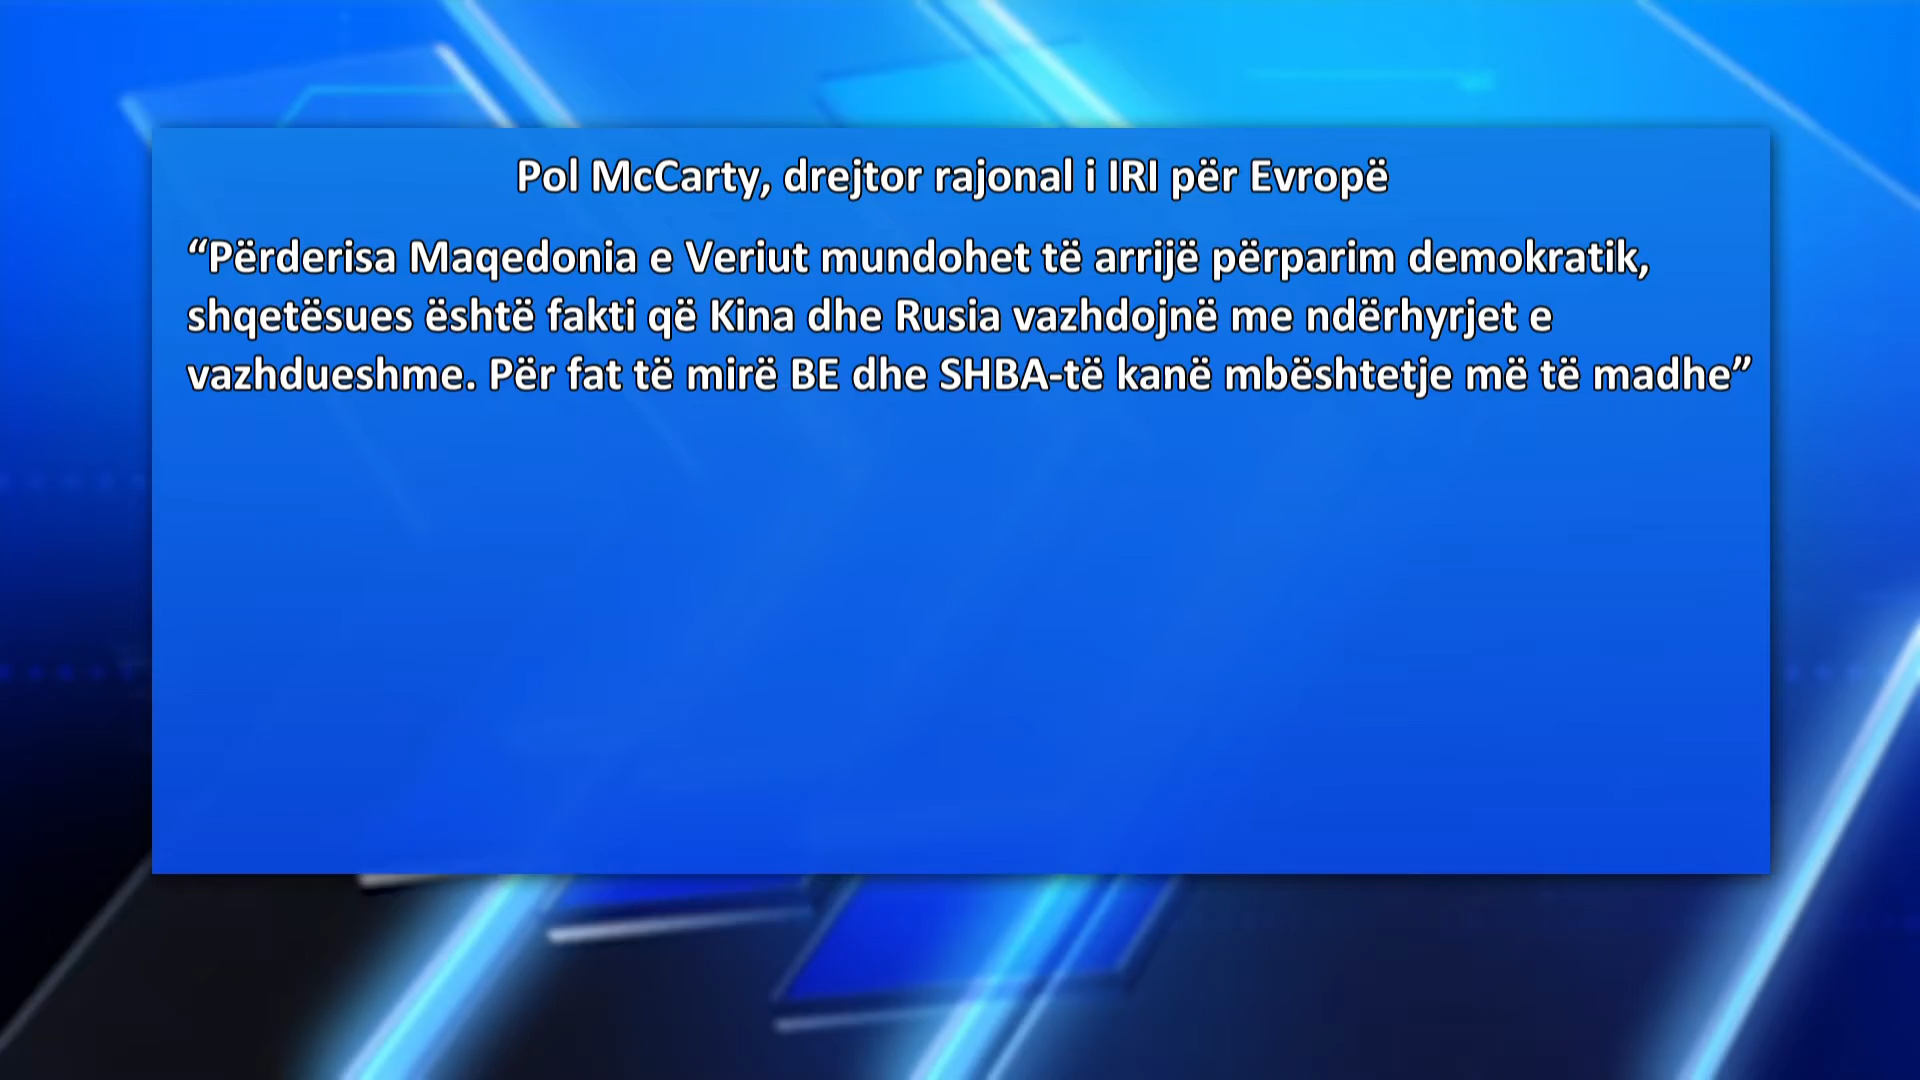 Pol McCarty, drejtor rajonal i IRI për Evropë
“Përderisa Maqedonia e Veriut mundohet të arrijë përparim demokratik,
shqetësues është fakti që Kina dhe Rusia vazhdojnë me ndërhyrjet e
vazhdueshme. Për fat të mirë BE dhe SHBA-të kanë mbështetje më të madhe”